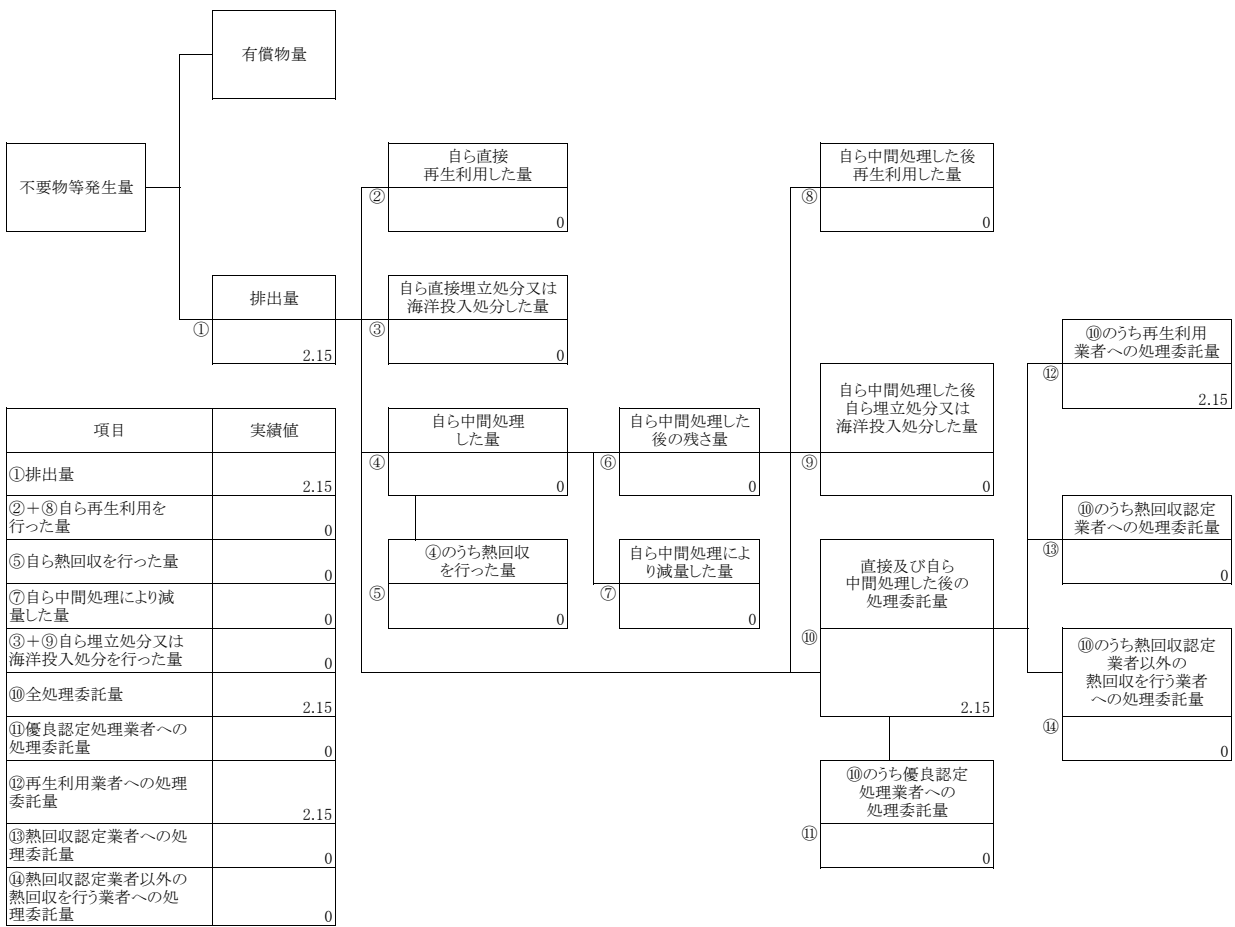 有償物量
不要物等発生量
自ら直接
再生利用した量
②
0
自ら中間処理した後
再生利用した量
⑧
0
排出量
①
2.15
自ら直接埋立処分又は
海洋投入処分した量
③
0
⑩のうち再生利用
業者への処理委託量
⑫
2.15
自ら中間処理
した量
④
0
自ら中間処理した
後の残さ量
⑥
0
自ら中間処理した後
自ら埋立処分又は
海洋投入処分した量
⑨
0
⑩のうち熱回収認定
業者への処理委託量
⑬
0
④のうち熱回収
を行った量
⑤
0
自ら中間処理によ
り減量した量
⑦
0
直接及び自ら
中間処理した後の
処理委託量
⑩
2.15
⑩のうち熱回収認定
業者以外の
熱回収を行う業者
への処理委託量
⑭
0
⑩のうち優良認定
処理業者への
処理委託量
⑪
0
項目 実績値
①排出量 2.15
②＋⑧自ら再生利用を
行った量 0
⑤自ら熱回収を行った量 0
⑦自ら中間処理により減
量した量 0
③＋⑨自ら埋立処分又は
海洋投入処分を行った量 0
⑩全処理委託量 2.15
⑪優良認定処理業者への
処理委託量 0
⑫再生利用業者への処理
委託量 2.15
⑬熱回収認定業者への処
理委託量 0
⑭熱回収認定業者以外の
熱回収を行う業者への処
理委託量 0